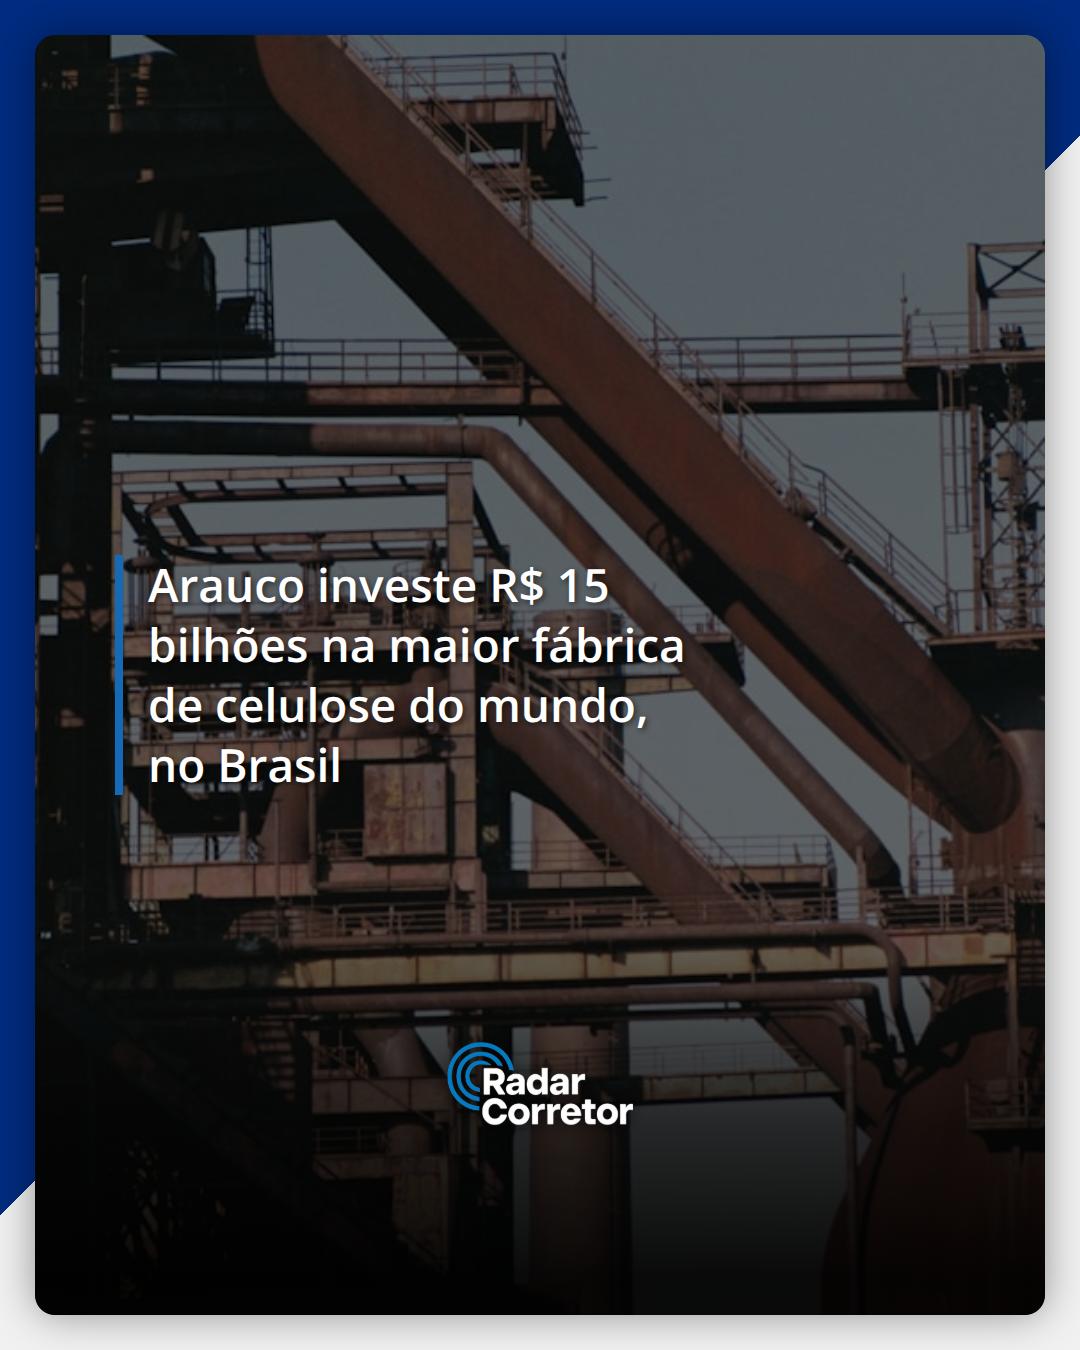 Arauco investe R$ 15
bilhões na maior fábrica
de celulose do mundo,
no Brasil
Radar
Corretor